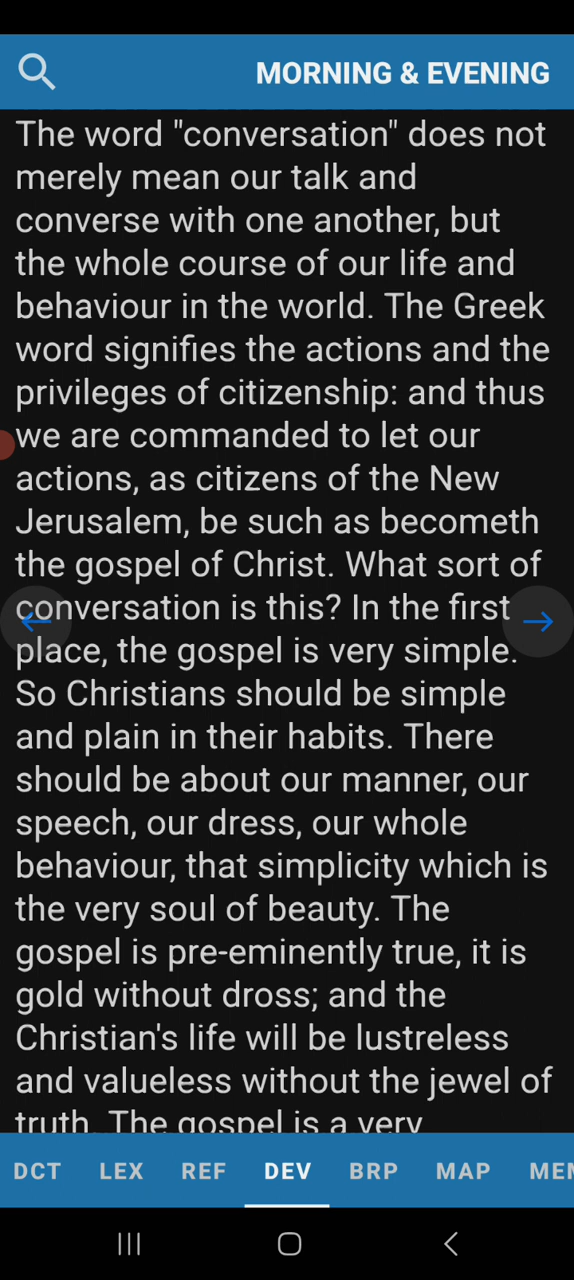 MORNING & EVENING
The word "conversation" does not
merely mean our talk and
converse with one another, but
the whole course of our life and
behaviour in the world. The Greek
word signifies the actions and the
privileges of citizenship: and thus
we are commanded to let our
actions, as citizens of the New
Jerusalem, be such as becometh
the gospel of Christ. What sort of
conversation is this? In the first
place, the gospel is very simple.
So Christians should be simple
and plain in their habits. There
should be about our manner, our
speech, our dress, our whole
behaviour, that simplicity which is
the very soul of beauty. The
gospel is pre-eminently true, it is
gold without dross; and the
Christian's life will be lustreless
and valueless without the jewel of
truth. The gospel is a very
DCT LEX REF DEV BRP MAP MEM